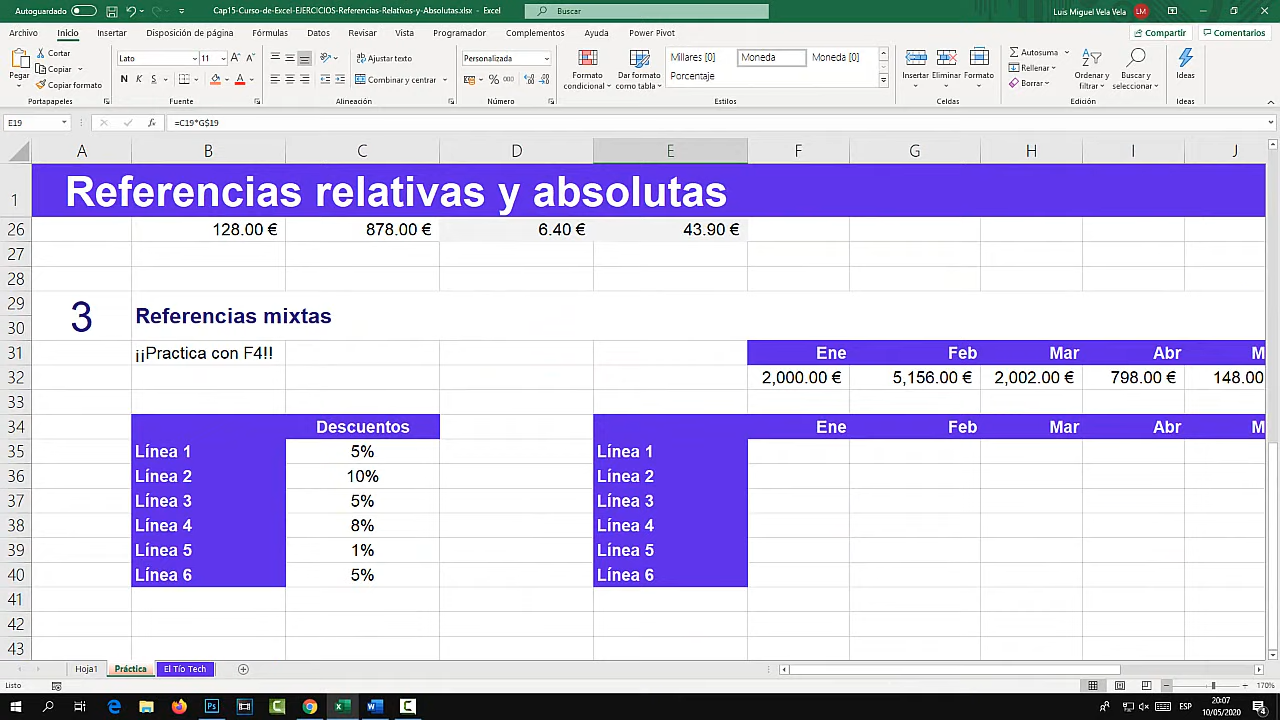 Autoguardado
Cap15-Curso-de-Excel-EJERCICIOS-Referencias-Relativas-y-Absolutas.xlsx - Excel
Buscar
Luis Miguel Vela Vela LM
Archivo Inicio Insertar Disposición de página Fórmulas Datos Revisar Vista Programador Complementos Ayuda Power Pivot
Compartir Comentarios
Pegar
Cortar
Copiar
Copiar formato
Portapapeles
Lato 11
N K S
Fuente
Ajustar texto
Combinar y centrar
Alineación
Personalizada
% 000
Número
Formato condicional
Dar formato como tabla
Millares [0] Moneda Moneda [0]
Porcentaje
Estilos
Insertar Eliminar Formato
Celdas
Autosuma
Rellenar
Borrar
Ordenar y filtrar
Buscar y seleccionar
Edición
Ideas
Ideas
E19 fx =C19*G$19
A B C D E F G H I J
1 Referencias relativas y absolutas
26 128.00 € 878.00 € 6.40 € 43.90 €
27
28
29
3 Referencias mixtas
30
31 ¡¡Practica con F4!! Ene Feb Mar Abr M
32 2,000.00 € 5,156.00 € 2,002.00 € 798.00 € 148.00
33
34 Descuentos Ene Feb Mar Abr M
35 Línea 1 5% Línea 1
36 Línea 2 10% Línea 2
37 Línea 3 5% Línea 3
38 Línea 4 8% Línea 4
39 Línea 5 1% Línea 5
40 Línea 6 5% Línea 6
41
42
43
Hoja1 Práctica El Tío Tech
Listo
170%
ESP
20:07
10/05/2020